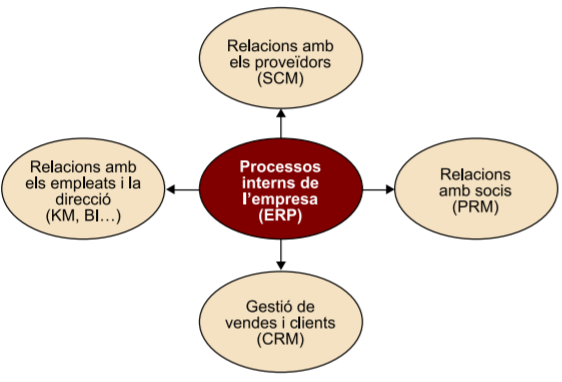 Relacions amb
els proveïdors
(SCM)
Relacions amb
els empleats i la
direcció
(KM, BI…)
Processos
interns de
l’empresa
(ERP)
Relacions
amb socis
(PRM)
Gestió de
vendes i clients
(CRM)